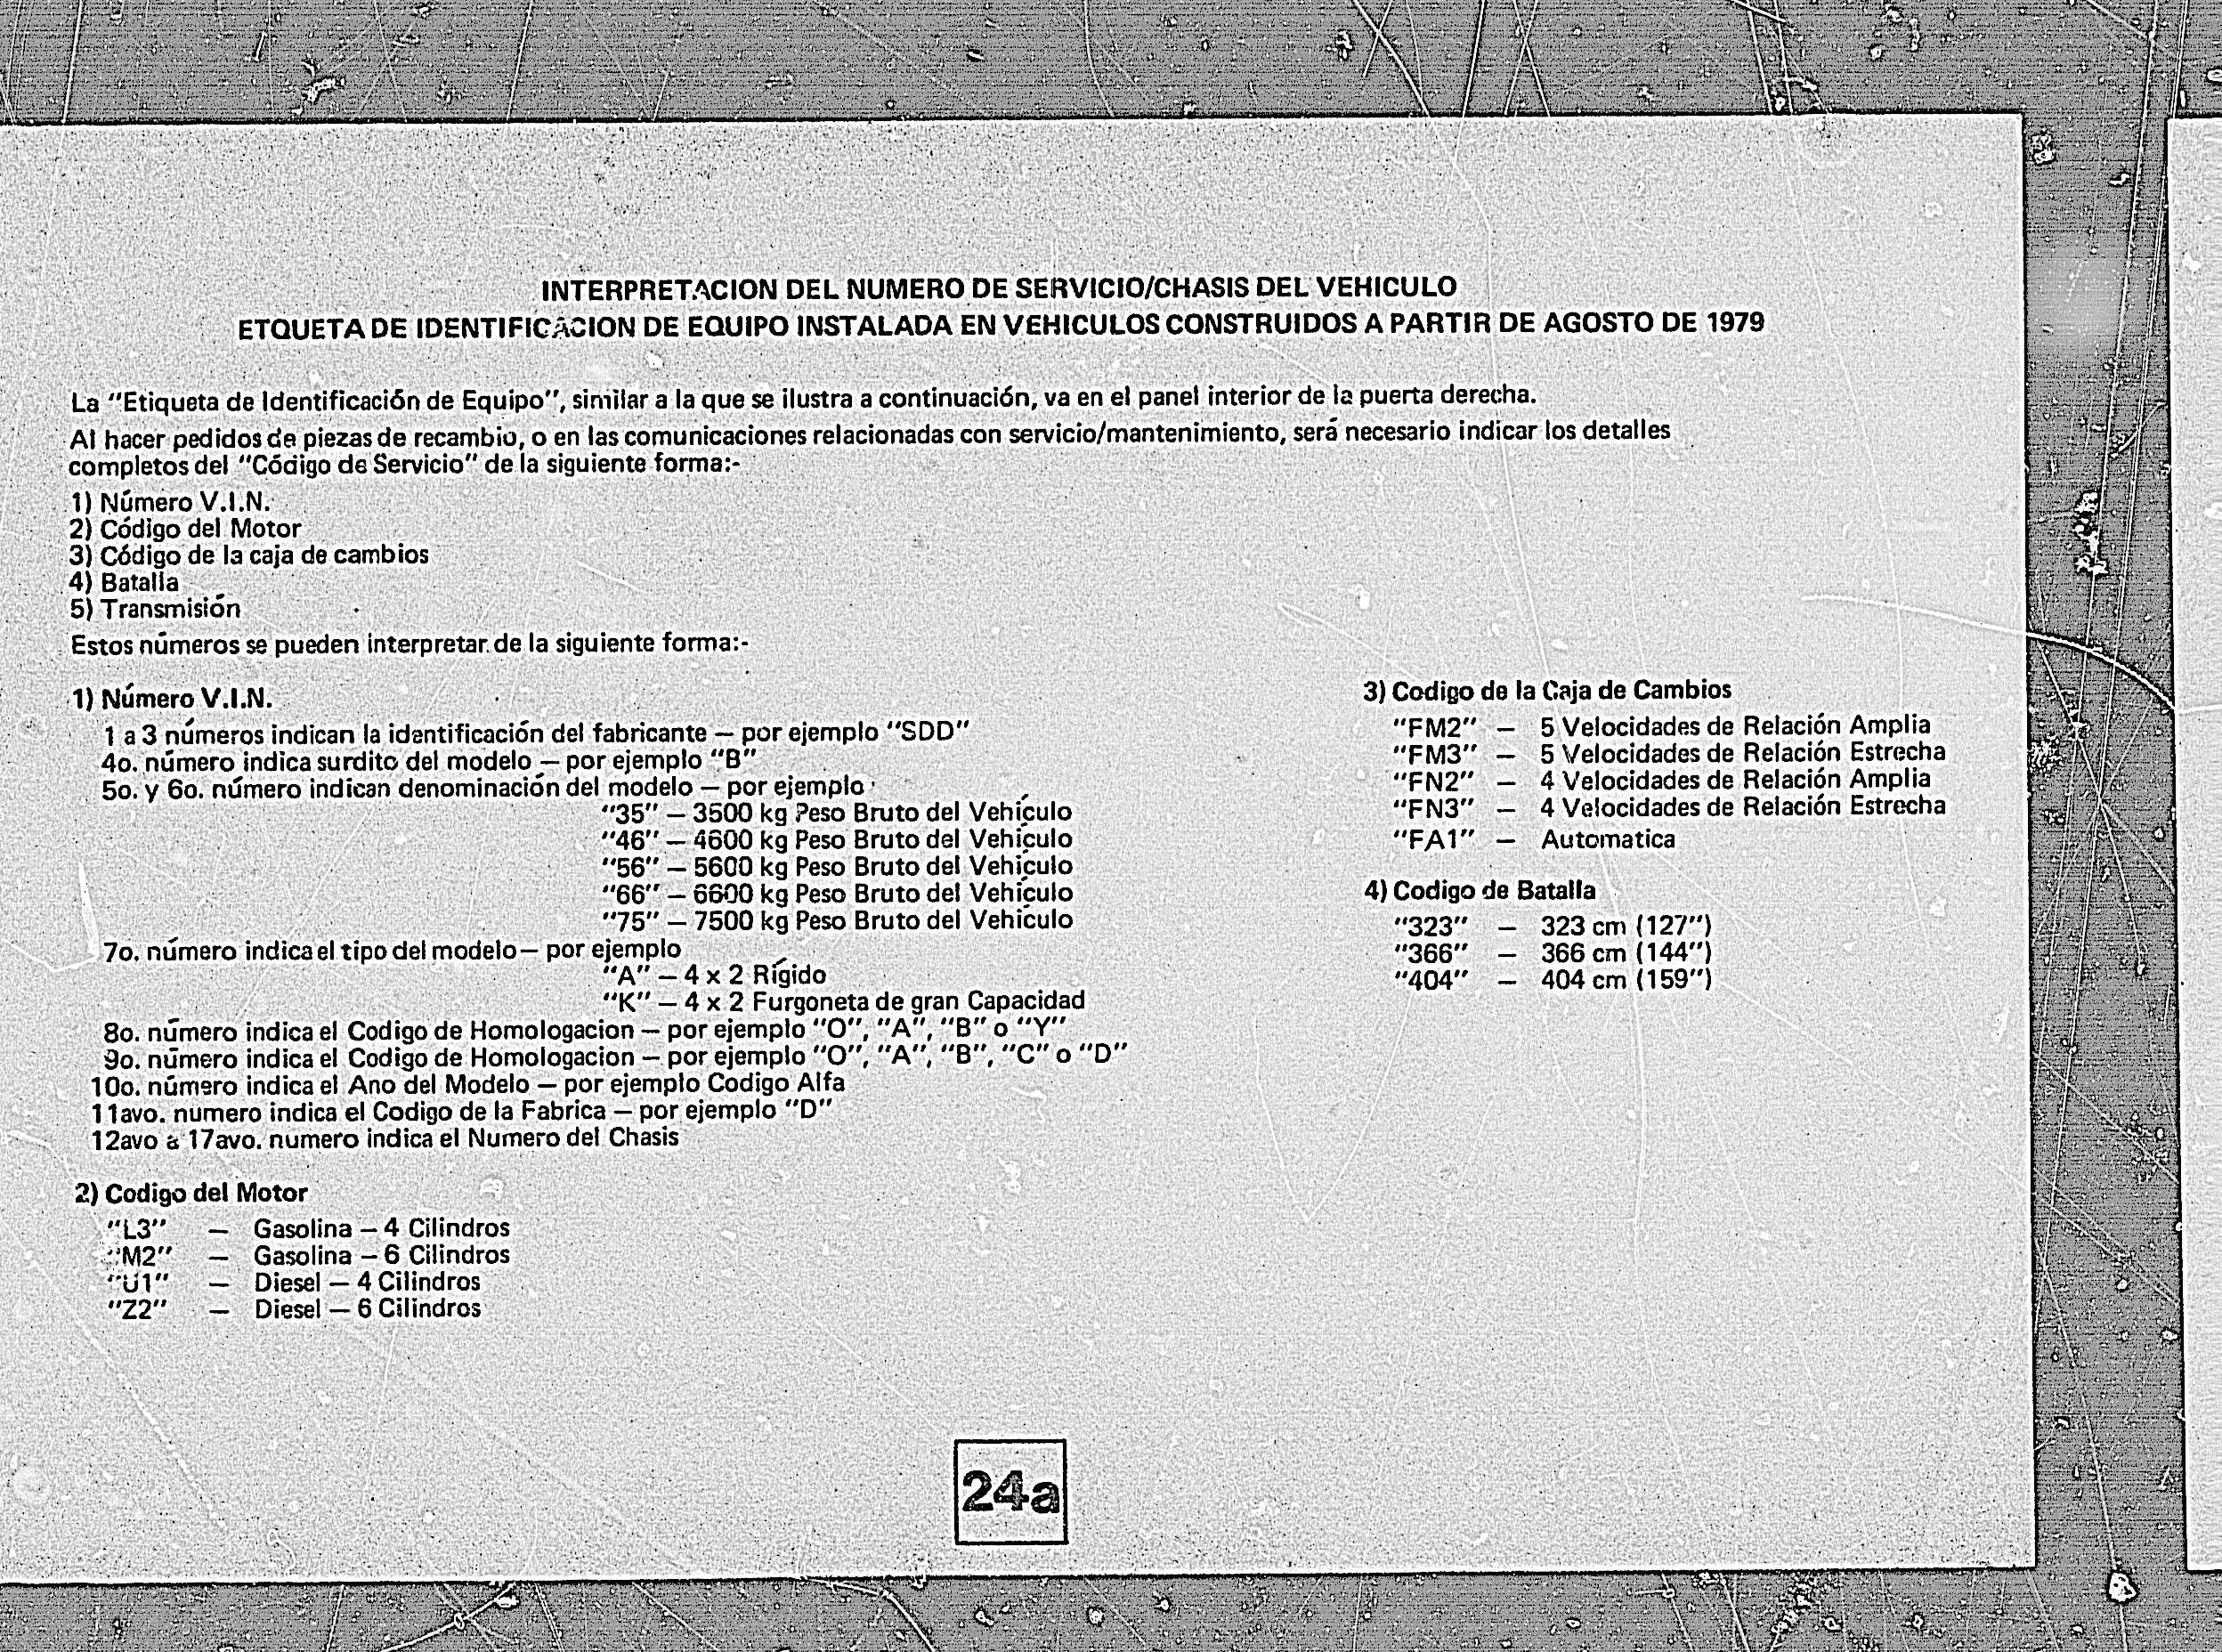 INTERPRETACION DEL NUMERO DE SERVICIO/CHASIS DEL VEHICULO
ETQUETA DE IDENTIFICACION DE EQUIPO INSTALADA EN VEHICULOS CONSTRUIDOS A PARTIR DE AGOSTO DE 1979
La "Etiqueta de Identificación de Equipo", similar a la que se ilustra a continuación, va en el panel interior de la puerta derecha.
Al hacer pedidos de piezas de recambio, o en las comunicaciones relacionadas con servicio/mantenimiento, será necesario indicar los detalles
completos del "Código de Servicio" de la siguiente forma:-
1) Número V.I.N.
2) Código del Motor
3) Código de la caja de cambios
4) Batalla
5) Transmisión
Estos números se pueden interpretar de la siguiente forma:-
1) Número V.I.N.
1 a 3 números indican la identificación del fabricante – por ejemplo "SDD"
4o. número indica surdito del modelo – por ejemplo "B"
5o. y 6o. número indican denominación del modelo – por ejemplo
"35" – 3500 kg Peso Bruto del Vehículo
"46" – 4600 kg Peso Bruto del Vehículo
"56" – 5600 kg Peso Bruto del Vehículo
"66" – 6600 kg Peso Bruto del Vehículo
"75" – 7500 kg Peso Bruto del Vehículo
7o. número indica el tipo del modelo – por ejemplo
"A" – 4 x 2 Rígido
"K" – 4 x 2 Furgoneta de gran Capacidad
8o. número indica el Codigo de Homologacion – por ejemplo "O", "A", "B" o "Y"
9o. número indica el Codigo de Homologacion – por ejemplo "O", "A", "B", "C" o "D"
10o. número indica el Ano del Modelo – por ejemplo Codigo Alfa
11avo. numero indica el Codigo de la Fabrica – por ejemplo "D"
12avo a 17avo. numero indica el Numero del Chasis
2) Codigo del Motor
"L3" – Gasolina – 4 Cilindros
"M2" – Gasolina – 6 Cilindros
"U1" – Diesel – 4 Cilindros
"Z2" – Diesel – 6 Cilindros
3) Codigo de la Caja de Cambios
"FM2" – 5 Velocidades de Relación Amplia
"FM3" – 5 Velocidades de Relación Estrecha
"FN2" – 4 Velocidades de Relación Amplia
"FN3" – 4 Velocidades de Relación Estrecha
"FA1" – Automatica
4) Codigo de Batalla
"323" – 323 cm (127")
"366" – 366 cm (144")
"404" – 404 cm (159")
24a